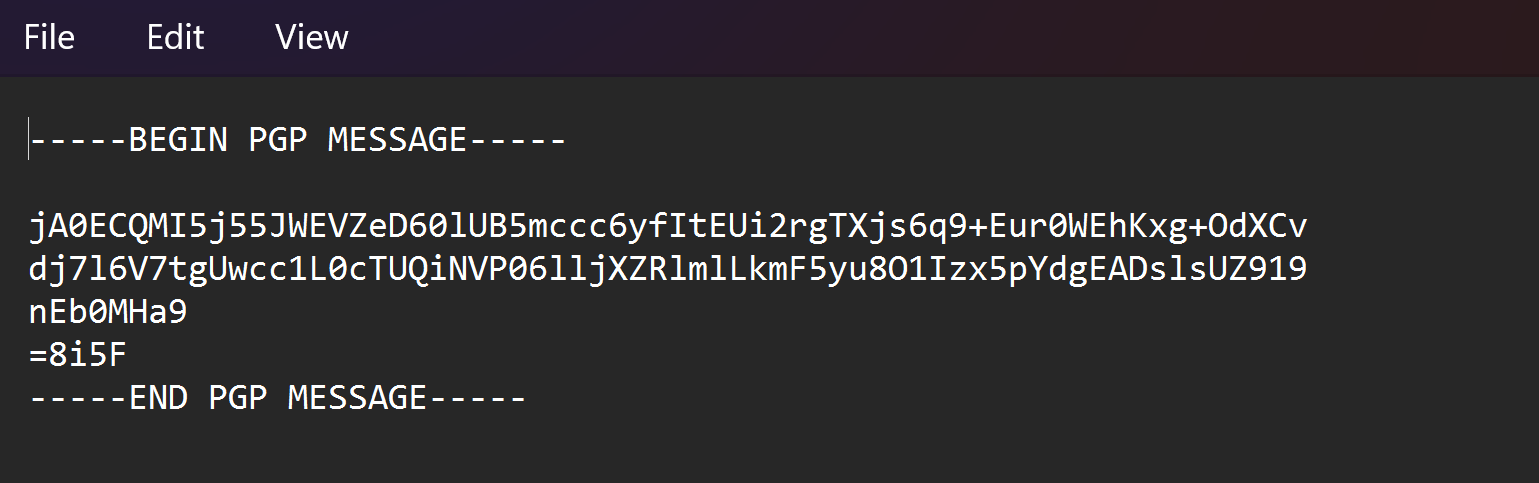 File Edit View
-----BEGIN PGP MESSAGE-----
jA0ECQMI5j55JWEVZeD60lUB5mccc6yfItEUi2rgTXjs6q9+Eur0WEhKxg+OdXCv
dj7l6V7tgUwcc1L0cTUQiNVP06lljXZRlmlLkmF5yu8O1Izx5pYdgEADslsUZ919
nEb0MHa9
=8i5F
-----END PGP MESSAGE-----